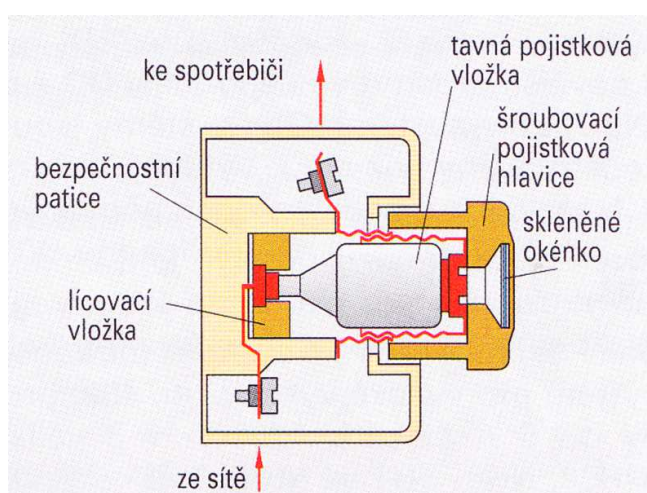 ke spotřebiči
tavná pojistková
vložka
šroubovací
pojistková
hlavice
bezpečnostní
patice
skleněné
okénko
lícovací
vložka
ze sítě